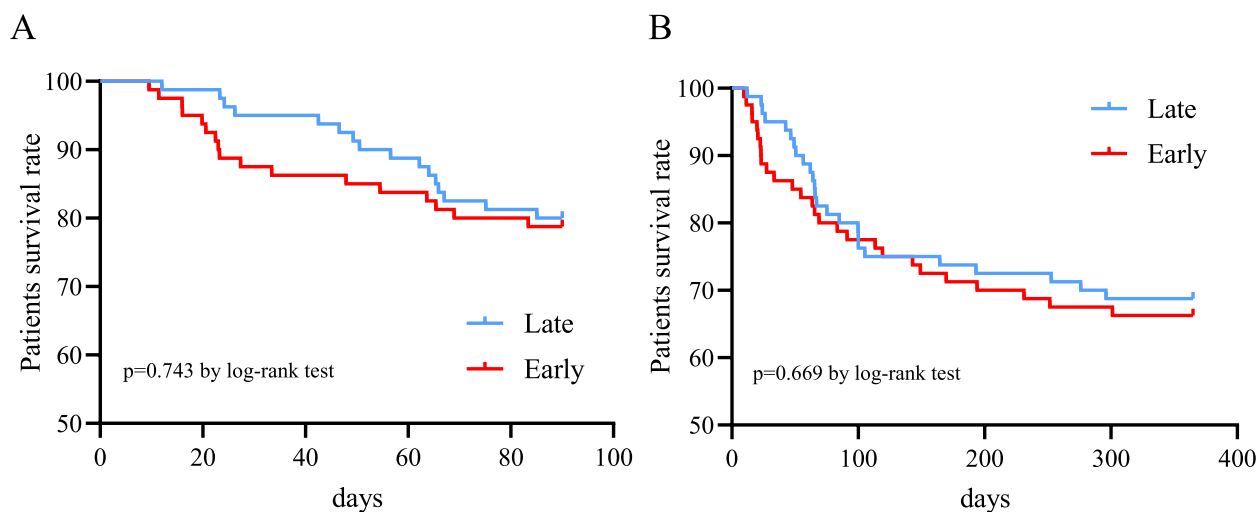 A
Patients survival rate
100
90
80
70
60
50
Late
Early
p=0.743 by log-rank test
0 20 40 60 80 100
days
B
Patients survival rate
100
90
80
70
60
50
Late
Early
p=0.669 by log-rank test
0 100 200 300 400
days